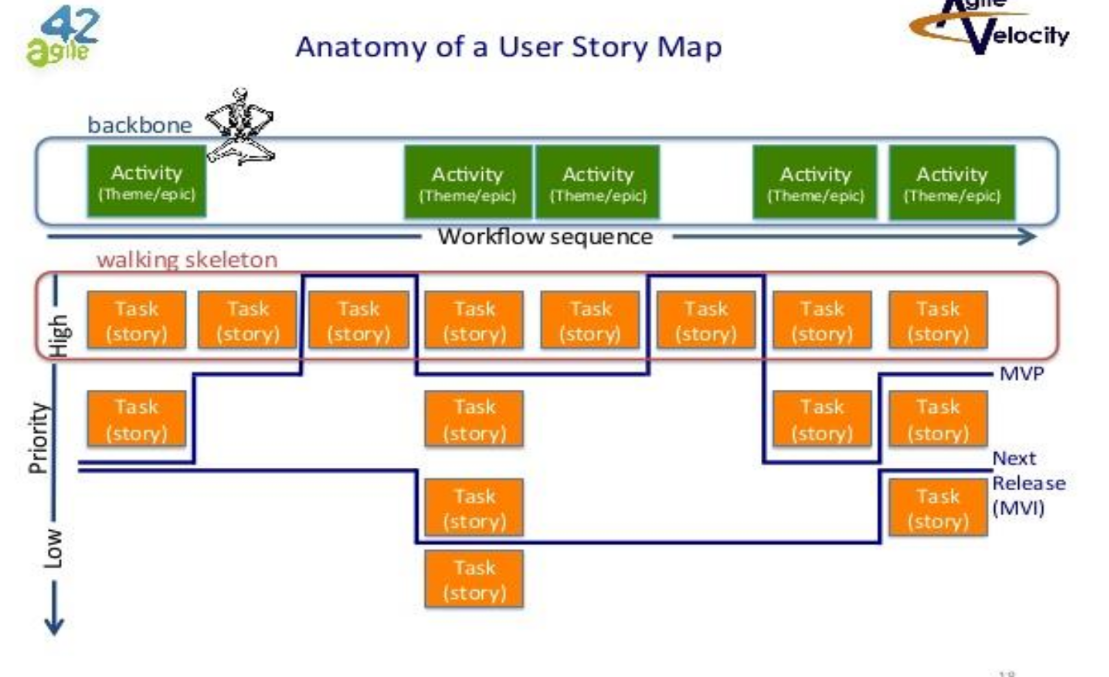 42
agile
Anatomy of a User Story Map
Agile
Velocity
backbone
Activity
(Theme/epic)
Activity
(Theme/epic)
Activity
(Theme/epic)
Activity
(Theme/epic)
Activity
(Theme/epic)
Workflow sequence
walking skeleton
High
Task
(story)
Task
(story)
Task
(story)
Task
(story)
Task
(story)
Task
(story)
Task
(story)
Task
(story)
MVP
Priority
Task
(story)
Task
(story)
Task
(story)
Task
(story)
Next
Release
(MVI)
Task
(story)
Task
(story)
Low
Task
(story)